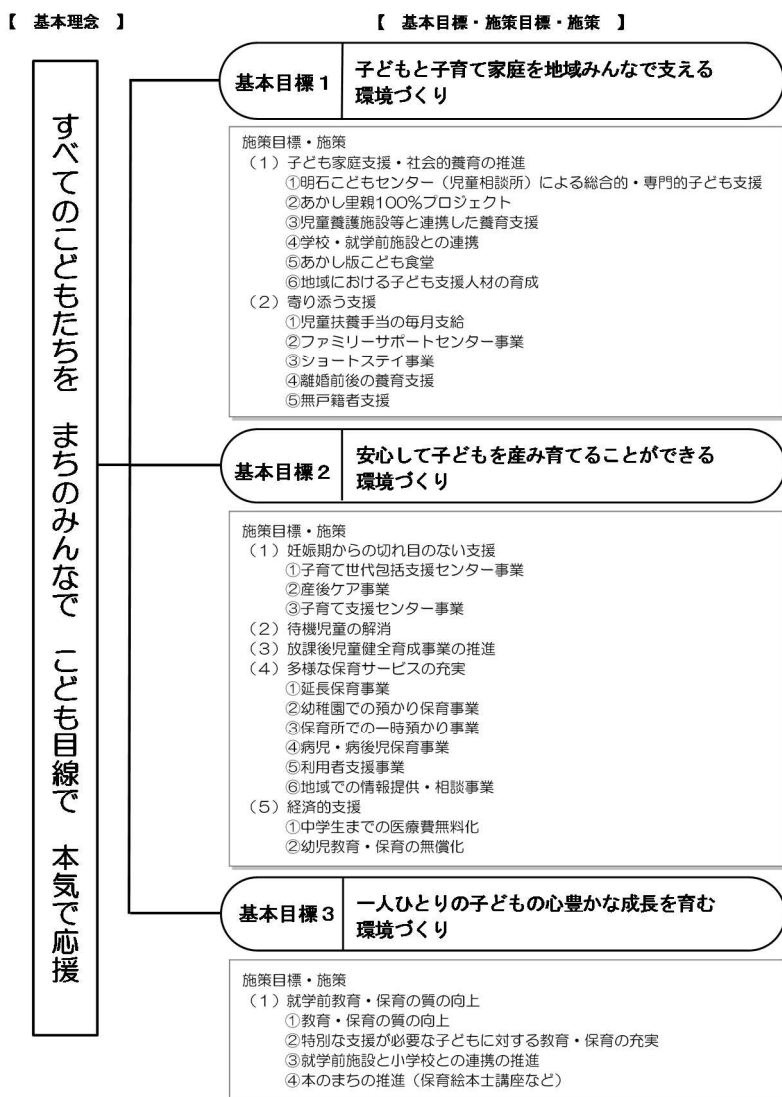 【 基本理念 】
【 基本目標・施策目標・施策 】
すべてのこどもたちを まちのみんなで こども目線で 本気で応援
基本目標1
子どもと子育て家庭を地域みんなで支える
環境づくり
施策目標・施策
（1）子ども家庭支援・社会的養育の推進
①明石こどもセンター（児童相談所）による総合的・専門的子ども支援
②あかし里親100%プロジェクト
③児童養護施設等と連携した養育支援
④学校・就学前施設との連携
⑤あかし版こども食堂
⑥地域における子ども支援人材の育成
（2）寄り添う支援
①児童扶養手当の毎月支給
②ファミリーサポートセンター事業
③ショートステイ事業
④離婚前後の養育支援
⑤無戸籍者支援
基本目標2
安心して子どもを産み育てることができる
環境づくり
施策目標・施策
（1）妊娠期からの切れ目のない支援
①子育て世代包括支援センター事業
②産後ケア事業
③子育て支援センター事業
（2）待機児童の解消
（3）放課後児童健全育成事業の推進
（4）多様な保育サービスの充実
①延長保育事業
②幼稚園での預かり保育事業
③保育所での一時預かり事業
④病児・病後児保育事業
⑤利用者支援事業
⑥地域での情報提供・相談事業
（5）経済的支援
①中学生までの医療費無料化
②幼児教育・保育の無償化
基本目標3
一人ひとりの子どもの心豊かな成長を育む
環境づくり
施策目標・施策
（1）就学前教育・保育の質の向上
①教育・保育の質の向上
②特別な支援が必要な子どもに対する教育・保育の充実
③就学前施設と小学校との連携の推進
④本のまちの推進（保育絵本士講座など）